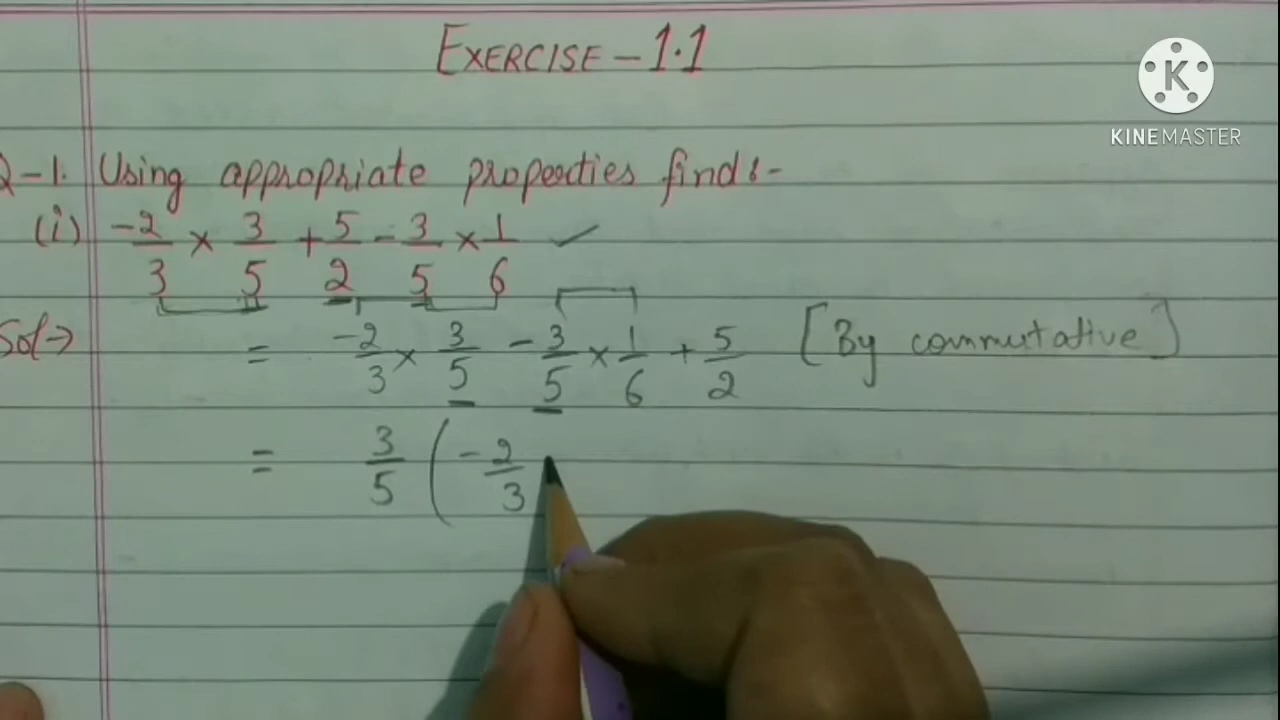 EXERCISE - 1.1
KINEMASTER
Q-1. Using appropriate properties find:-
(i) -2/3 × 3/5 + 5/2 - 3/5 × 1/6 ✓
Sol→ = -2/3 × 3/5 - 3/5 × 1/6 + 5/2 [By commutative]
= 3/5 ( -2/3